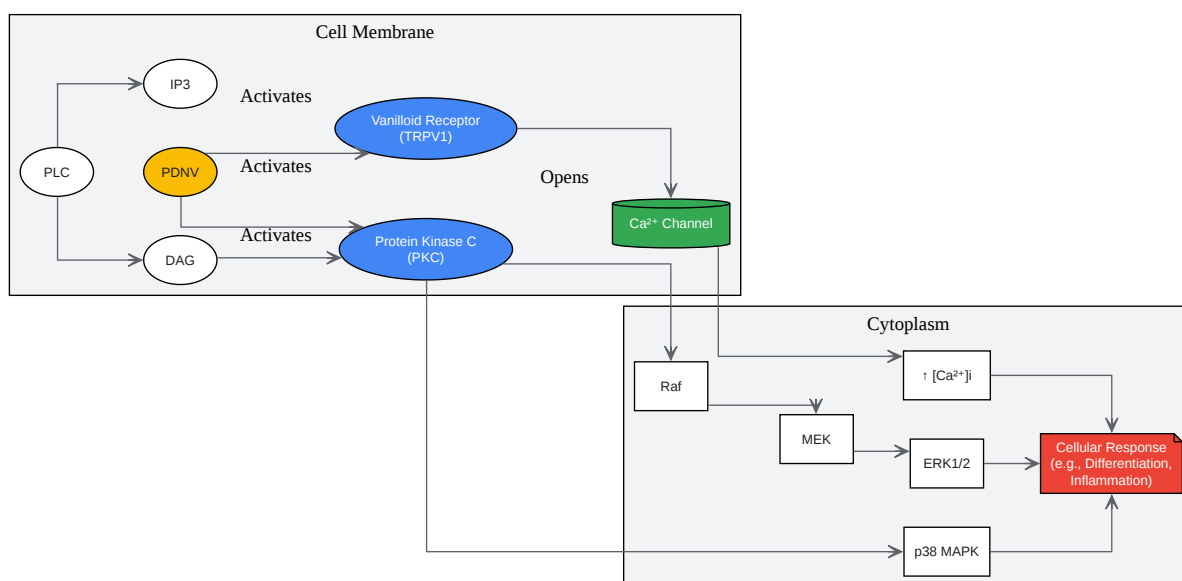 Cell Membrane
IP3
Activates
Vanilloid Receptor
(TRPV1)
PLC
PDNV
Activates
Opens
Ca²⁺ Channel
Activates
Protein Kinase C
(PKC)
DAG
Cytoplasm
Raf
↑ [Ca²⁺]i
MEK
Cellular Response
(e.g., Differentiation,
Inflammation)
ERK1/2
p38 MAPK